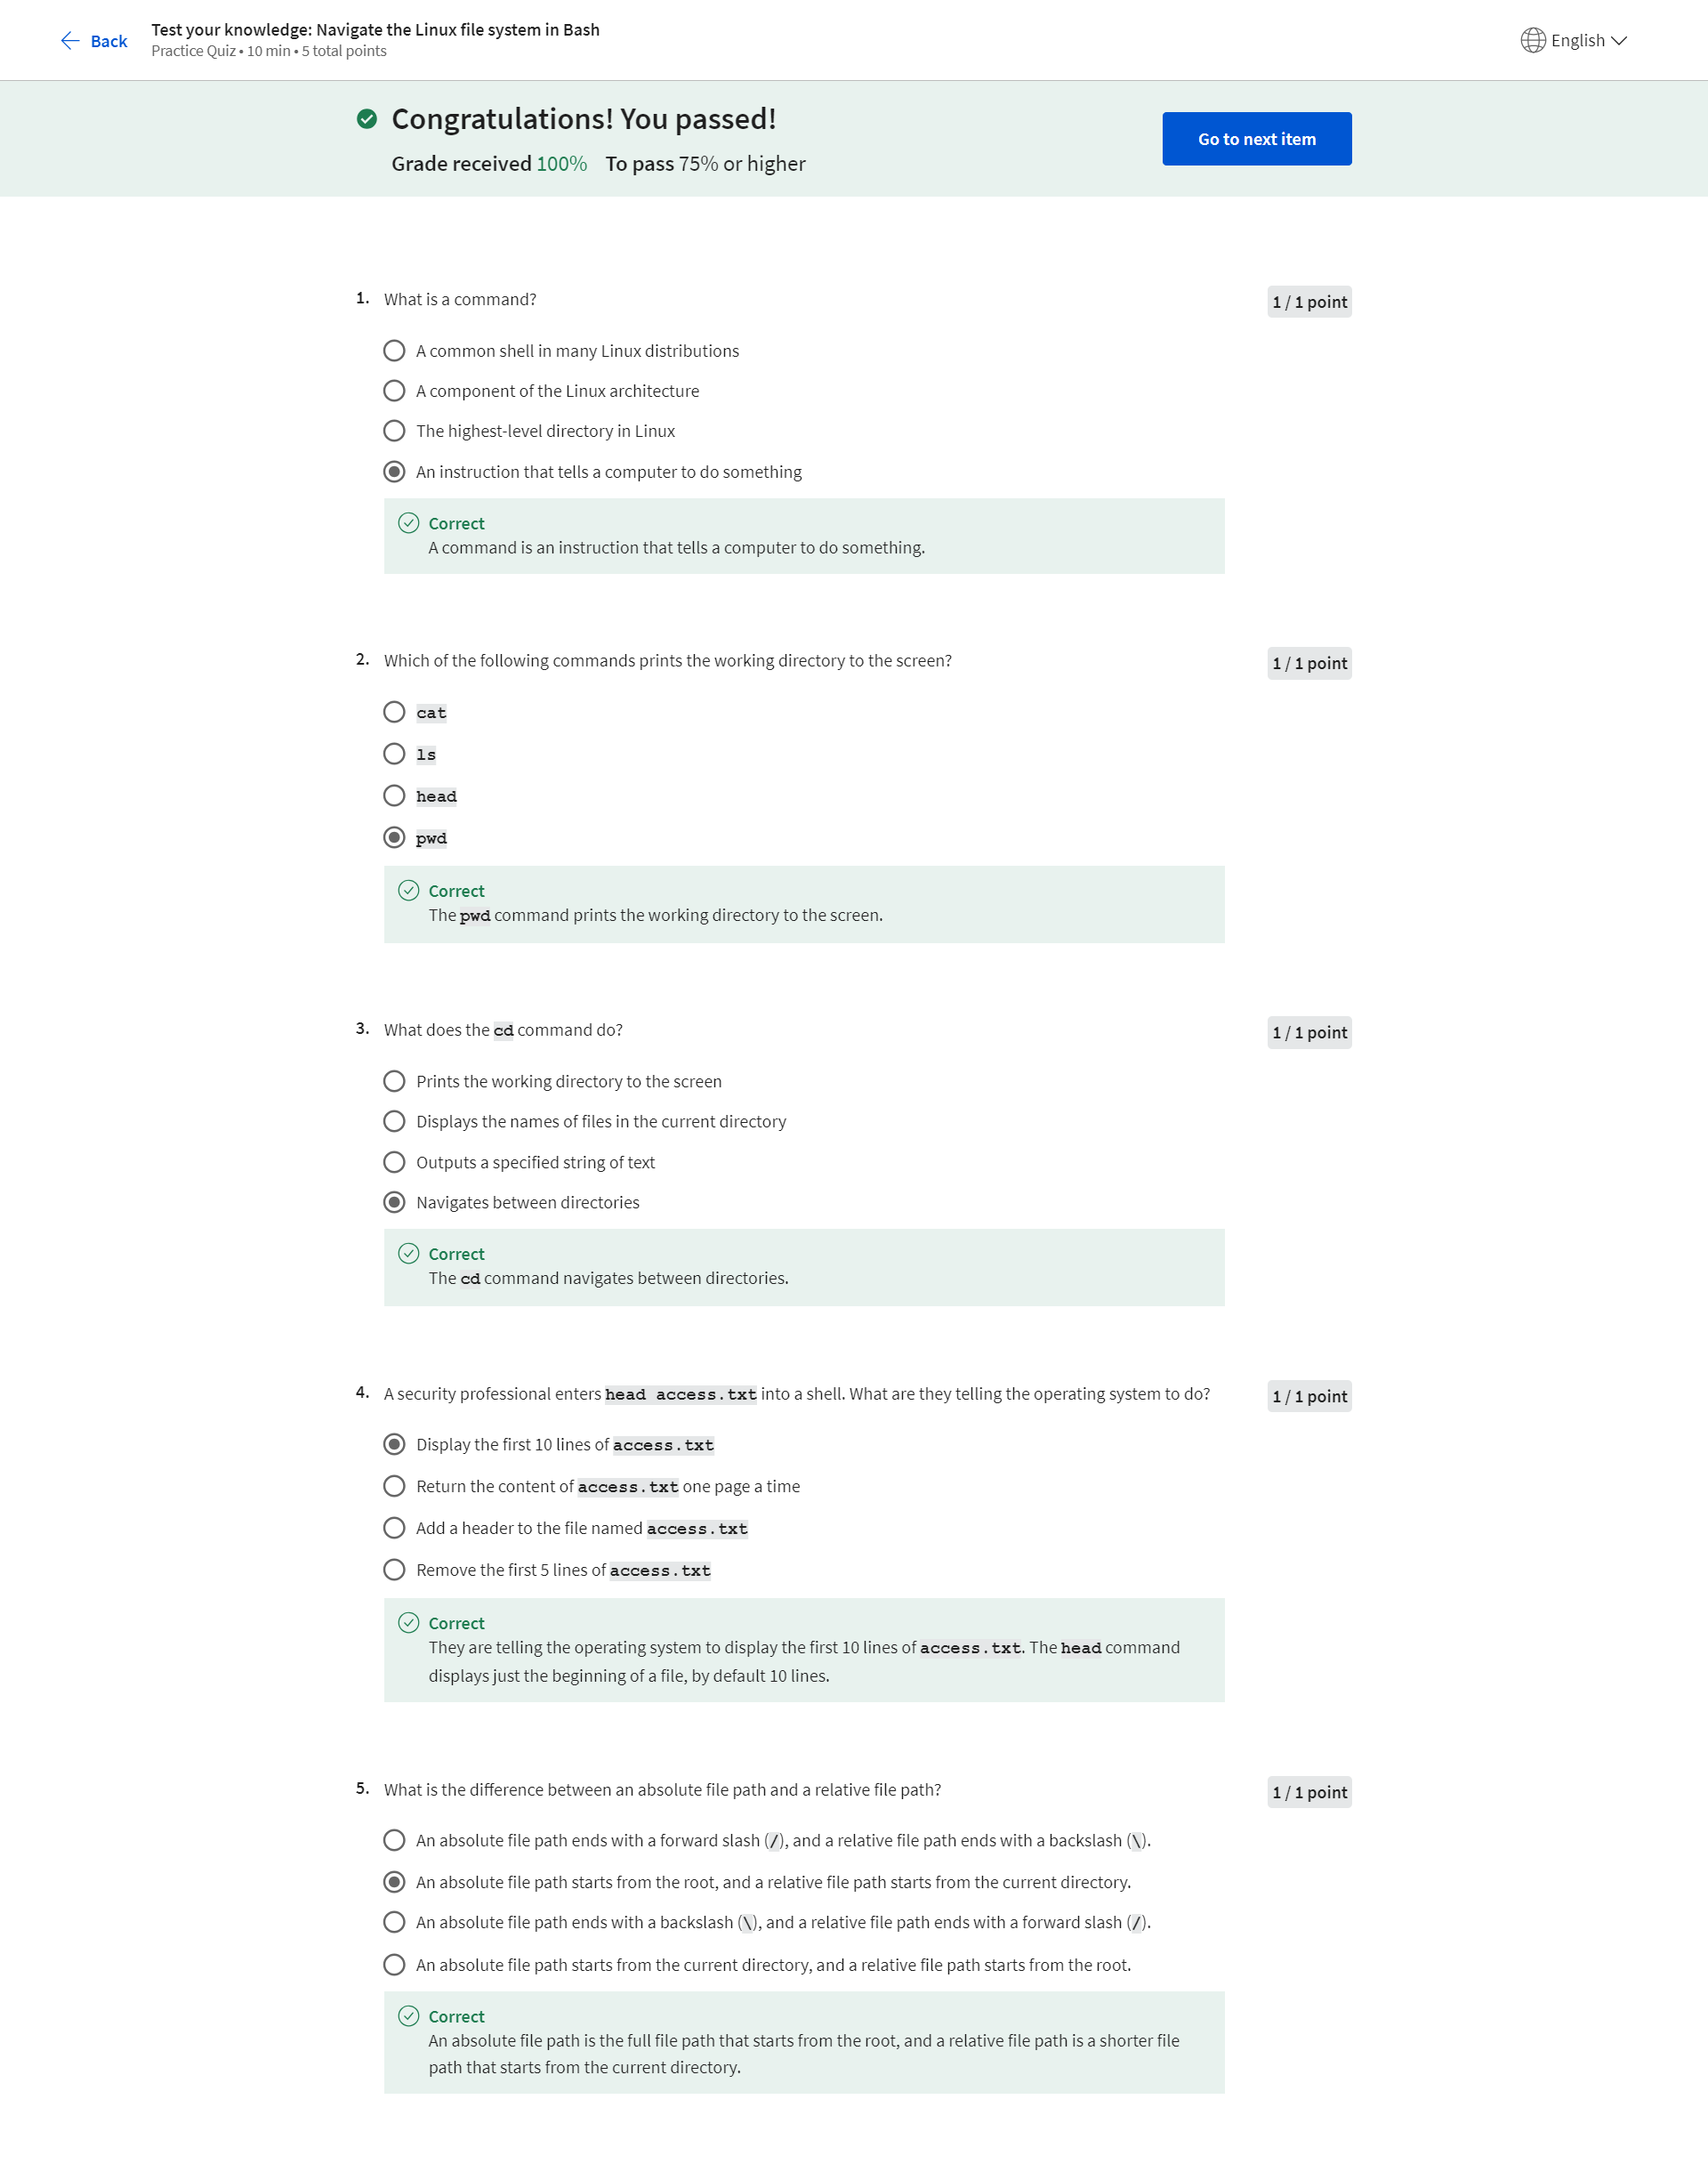 Back
Test your knowledge: Navigate the Linux file system in Bash
Practice Quiz • 10 min • 5 total points
English
Congratulations! You passed!
Grade received 100% To pass 75% or higher
Go to next item
1. What is a command?
1 / 1 point
A common shell in many Linux distributions
A component of the Linux architecture
The highest-level directory in Linux
An instruction that tells a computer to do something
Correct
A command is an instruction that tells a computer to do something.
2. Which of the following commands prints the working directory to the screen?
1 / 1 point
cat
ls
head
pwd
Correct
The pwd command prints the working directory to the screen.
3. What does the cd command do?
1 / 1 point
Prints the working directory to the screen
Displays the names of files in the current directory
Outputs a specified string of text
Navigates between directories
Correct
The cd command navigates between directories.
4. A security professional enters head access.txt into a shell. What are they telling the operating system to do?
1 / 1 point
Display the first 10 lines of access.txt
Return the content of access.txt one page a time
Add a header to the file named access.txt
Remove the first 5 lines of access.txt
Correct
They are telling the operating system to display the first 10 lines of access.txt. The head command
displays just the beginning of a file, by default 10 lines.
5. What is the difference between an absolute file path and a relative file path?
1 / 1 point
An absolute file path ends with a forward slash (/), and a relative file path ends with a backslash (\).
An absolute file path starts from the root, and a relative file path starts from the current directory.
An absolute file path ends with a backslash (\), and a relative file path ends with a forward slash (/).
An absolute file path starts from the current directory, and a relative file path starts from the root.
Correct
An absolute file path is the full file path that starts from the root, and a relative file path is a shorter file
path that starts from the current directory.